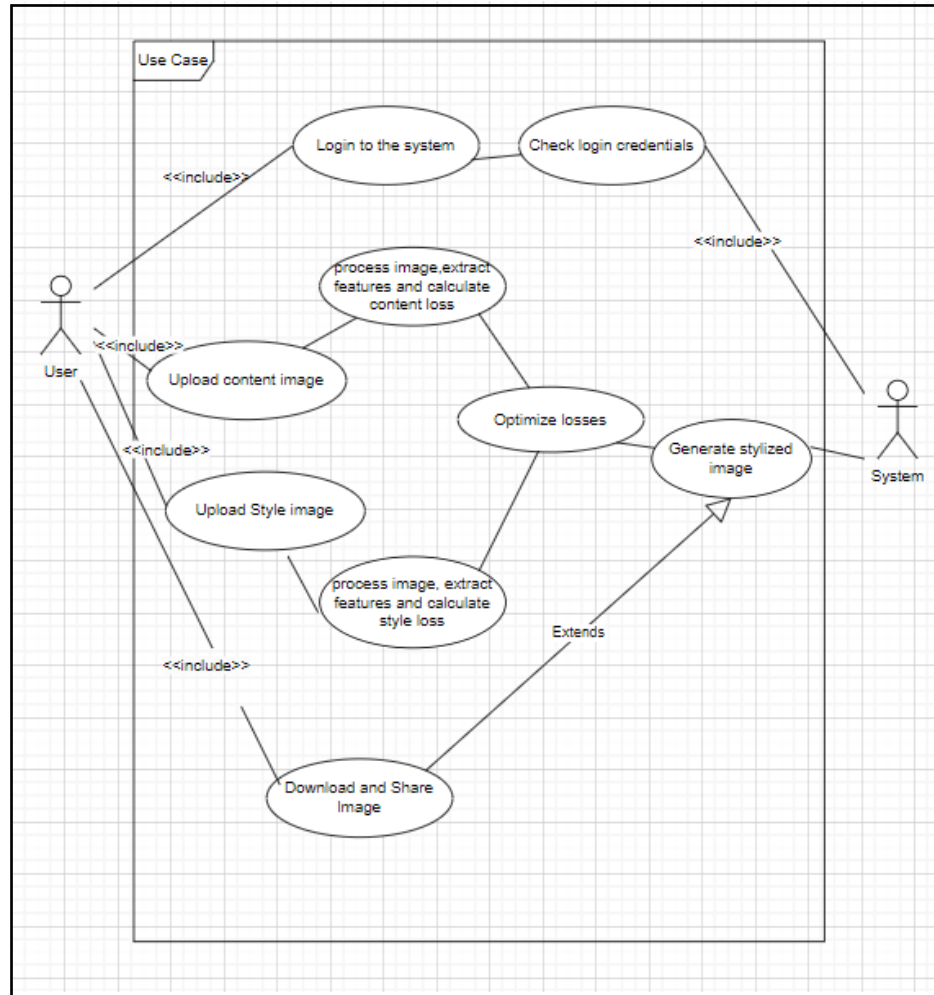 Use Case
Login to the system
Check login credentials
<<include>>
<<include>>
process image,extract
features and calculate
content loss
<<include>>
User
Upload content image
Optimize losses
Generate stylized
image
System
<<include>>
Upload Style image
process image, extract
features and calculate
style loss
Extends
<<include>>
Download and Share
Image